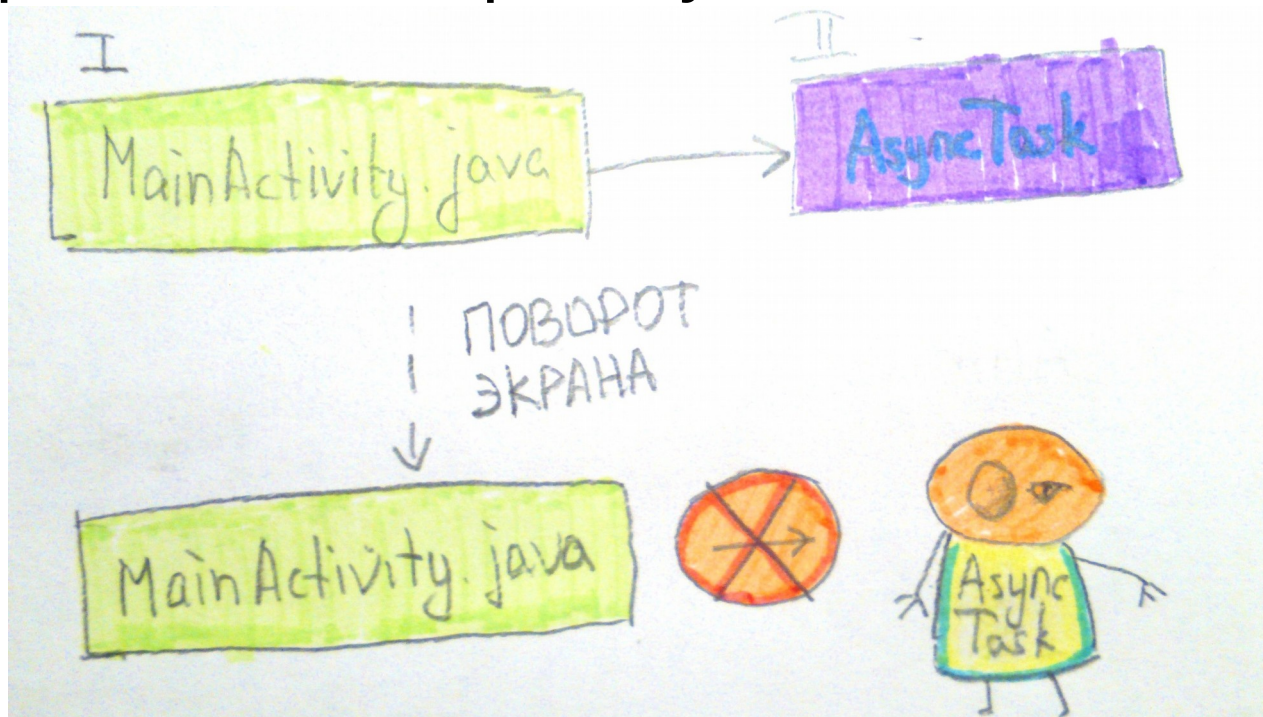 I
II
MainActivity.java
AsyncTask
ПОВОРОТ
ЭКРАНА
MainActivity.java
Async
Task